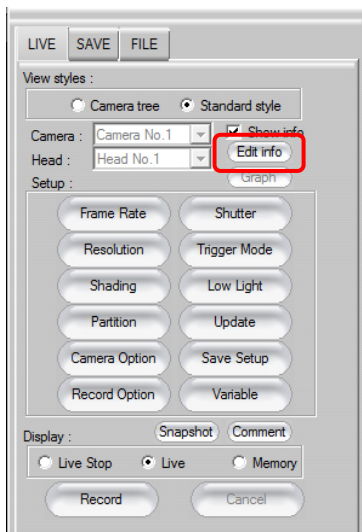 LIVE SAVE FILE
View styles :
Camera tree Standard style
Camera : Camera No.1 Show info
Head : Head No.1 Edit info
Setup : Graph
Frame Rate Shutter
Resolution Trigger Mode
Shading Low Light
Partition Update
Camera Option Save Setup
Record Option Variable
Display : Snapshot Comment
Live Stop Live Memory
Record Cancel